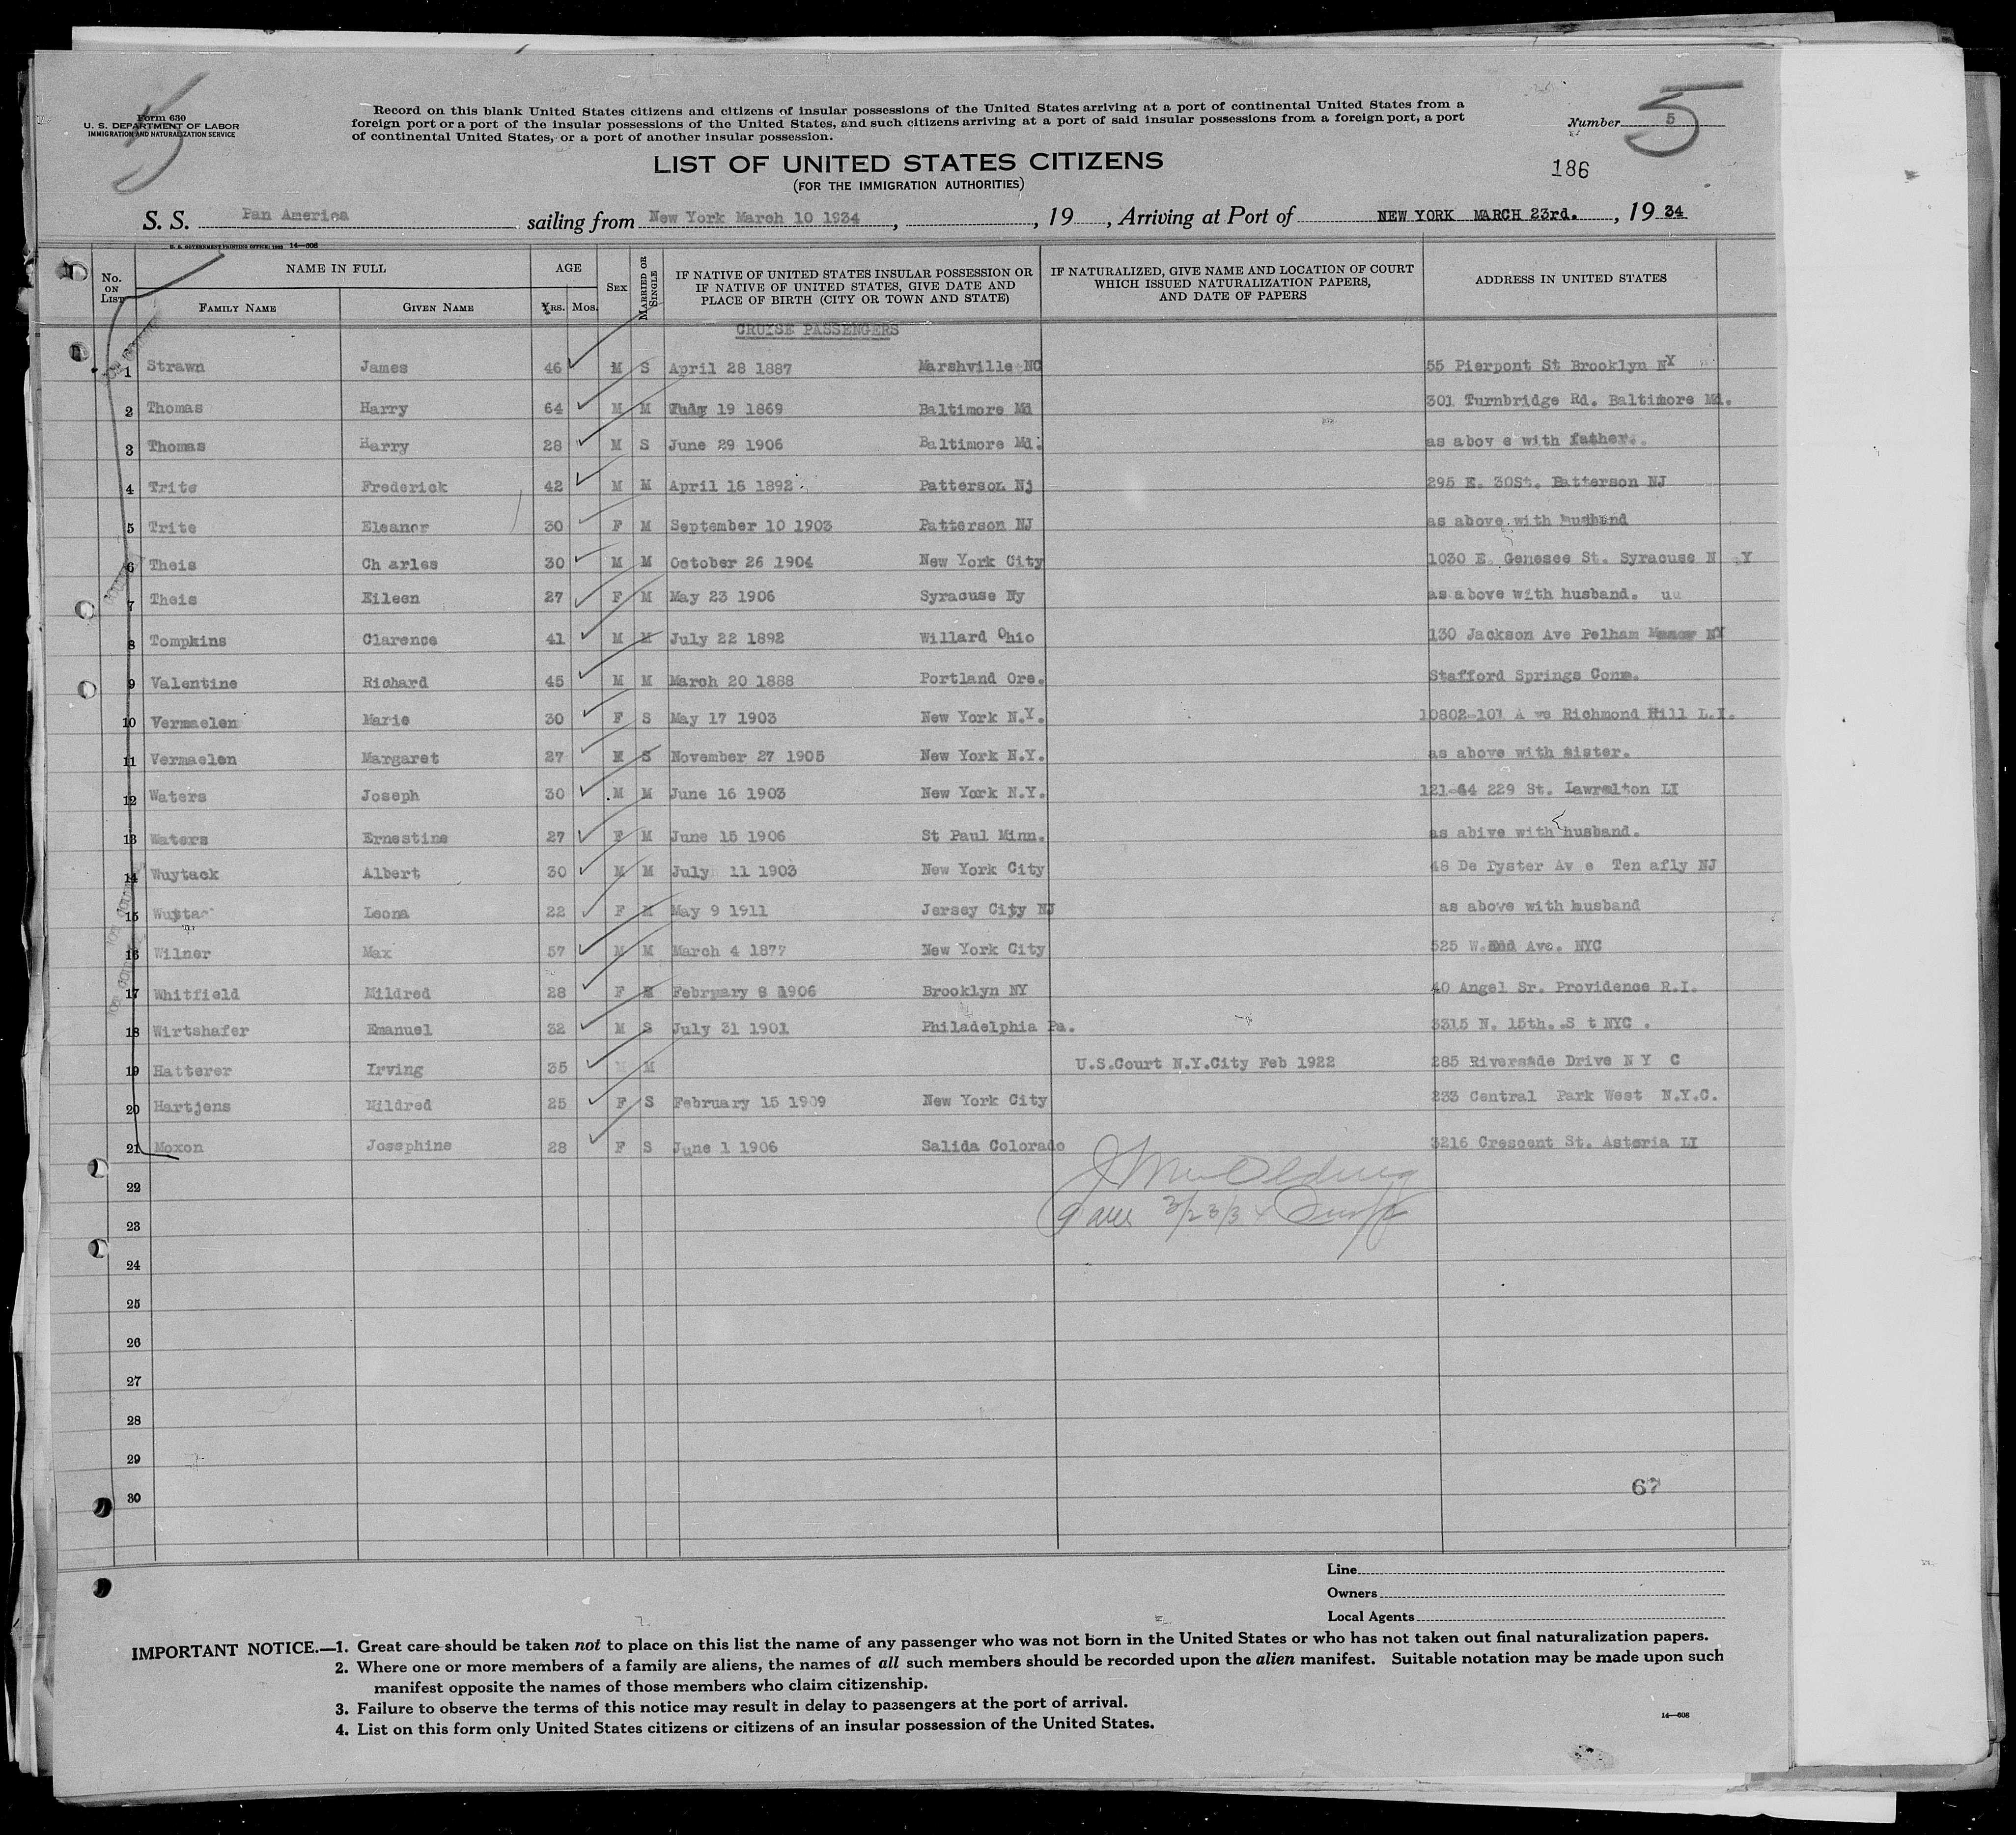 Form 630
U. S. DEPARTMENT OF LABOR
IMMIGRATION AND NATURALIZATION SERVICE
5
Record on this blank United States citizens and citizens of insular possessions of the United States arriving at a port of continental United States from a
foreign port or a port of the insular possessions of the United States, and such citizens arriving at a port of said insular possessions from a foreign port, a port
of continental United States, or a port of another insular possession.
Number 5
5
LIST OF UNITED STATES CITIZENS
(FOR THE IMMIGRATION AUTHORITIES)
186
S. S. Pan America sailing from New York March 10 1934, , 19 , Arriving at Port of NEW YORK MARCH 23rd. , 19 34
U. S. GOVERNMENT PRINTING OFFICE: 1933 14—608
No. ON LIST NAME IN FULL AGE SEX MARRIED OR SINGLE IF NATIVE OF UNITED STATES INSULAR POSSESSION OR IF NATIVE OF UNITED STATES, GIVE DATE AND PLACE OF BIRTH (CITY OR TOWN AND STATE) IF NATURALIZED, GIVE NAME AND LOCATION OF COURT WHICH ISSUED NATURALIZATION PAPERS, AND DATE OF PAPERS ADDRESS IN UNITED STATES
FAMILY NAME GIVEN NAME YRS. MOS.
CRUISE PASSENGERS
1 Strawn James 46 M S April 28 1887 Marshville NC 55 Pierpont St Brooklyn NY
2 Thomas Harry 64 M M 19 1869 Baltimore Md 301 Turnbridge Rd. Baltimore Md.
3 Thomas Harry 28 M S June 29 1906 Baltimore Md. as abov e with father.
4 Trite Frederick 42 M M April 16 1892 Patterson Nj 295 E. 30St. Patterson NJ
5 Trite Eleanor 30 F M September 10 1903 Patterson NJ as above with husband
6 Theis Ch arles 30 M M October 26 1904 New York City 1030 E. Genesee St. Syracuse N Y
7 Theis Eileen 27 F M May 23 1906 Syracuse Ny as above with husband.
8 Tompkins Clarence 41 M M July 22 1892 Willard Ohio 130 Jackson Ave Pelham Manor NY
9 Valentine Richard 45 M M March 20 1888 Portland Ore. Stafford Springs Conn.
10 Vermaelen Marie 30 F S May 17 1903 New York N.Y. 10802-101 A ve Richmond Hill L.I.
11 Vermaelen Margaret 27 S November 27 1905 New York N.Y. as above with sister.
12 Waters Joseph 30 M M June 16 1903 New York N.Y. 121-44 229 St. Lawrelton LI
13 Waters Ernestine 27 F M June 15 1906 St Paul Minn. as abive with husband.
14 Wuytack Albert 30 M M July 11 1903 New York City 48 De Pyster Av e Ten afly NJ
15 Leona 22 F M May 9 1911 Jersey City NJ as above with husband
16 Wilner Max 57 M M March 4 1877 New York City 525 W. End Ave. NYC
17 Whitfield Mildred 28 F February 8 1906 Brooklyn NY 40 Angel Sr. Providence R.I.
18 Wirtshafer Emanuel 32 M S July 31 1901 Philadelphia Pa. 3315 N. 15th. S t NYC .
19 Hatterer Irving 35 M M U.S.Court N.Y.City Feb 1922 285 Riverside Drive N Y C
20 Hartjens Mildred 25 F S February 15 1909 New York City 233 Central Park West N.Y.C.
21 Moxon Josephine 28 F S June 1 1906 Salida Colorado 3216 Crescent St. Astoria LI
22
23 3/23/34
24
25
26
27
28
29
30
67
Line
Owners
Local Agents
IMPORTANT NOTICE.—1. Great care should be taken not to place on this list the name of any passenger who was not born in the United States or who has not taken out final naturalization papers.
2. Where one or more members of a family are aliens, the names of all such members should be recorded upon the alien manifest. Suitable notation may be made upon such
manifest opposite the names of those members who claim citizenship.
3. Failure to observe the terms of this notice may result in delay to passengers at the port of arrival.
4. List on this form only United States citizens or citizens of an insular possession of the United States.
14—608